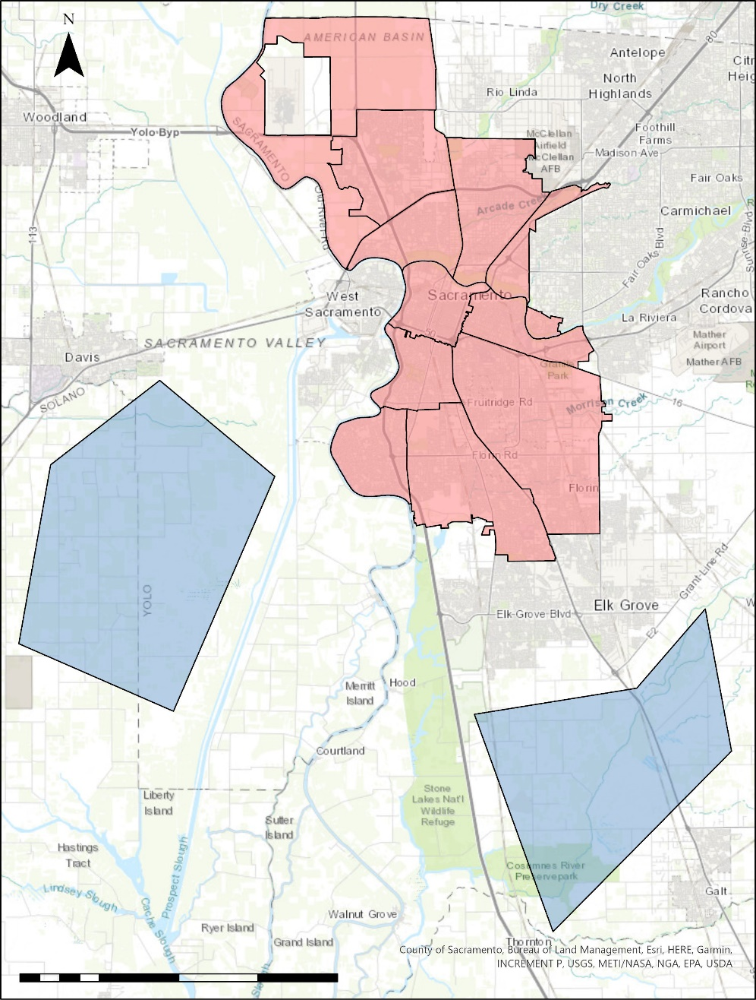 N
Dry Creek
80
AMERICAN BASIN
Antelope
North
Highlands
Rio Linda
Woodland
Yolo Byp
SACRAMENTO
McClellan
Airfield
McClellan
AFB
Foothill
Farms
Madison Ave
Fair Oaks
Arcade Creek
Carmichael
Old River Rd
113
Fair Oaks Blvd
Sunrise-Blvd
West
Sacramento
Sacramento
Rancho
Cordova
La Riviera
SACRAMENTO VALLEY
Mather
Airport
Mather AFB
Davis
SOLANO
Granite
Park
Fruitridge Rd
Morrison Creek
16
Florin Rd
Florin
YOLO
Grant-Line-Rd
Elk-Grove-Blvd
Elk Grove
E2
Merritt
Island
Hood
Courtland
Liberty
Island
Stone
Lakes Nat'l
Wildlife
Refuge
Sutter
Island
Hastings
Tract
Prospect Slough
Cosumnes River
Preservepark
Lindsey Slough
Cache Slough
Galt
Walnut Grove
Ryer Island
Grand Island
Thornton
County of Sacramento, Bureau of Land Management, Esri, HERE, Garmin,
INCREMENT P, USGS, METI/NASA, NGA, EPA, USDA